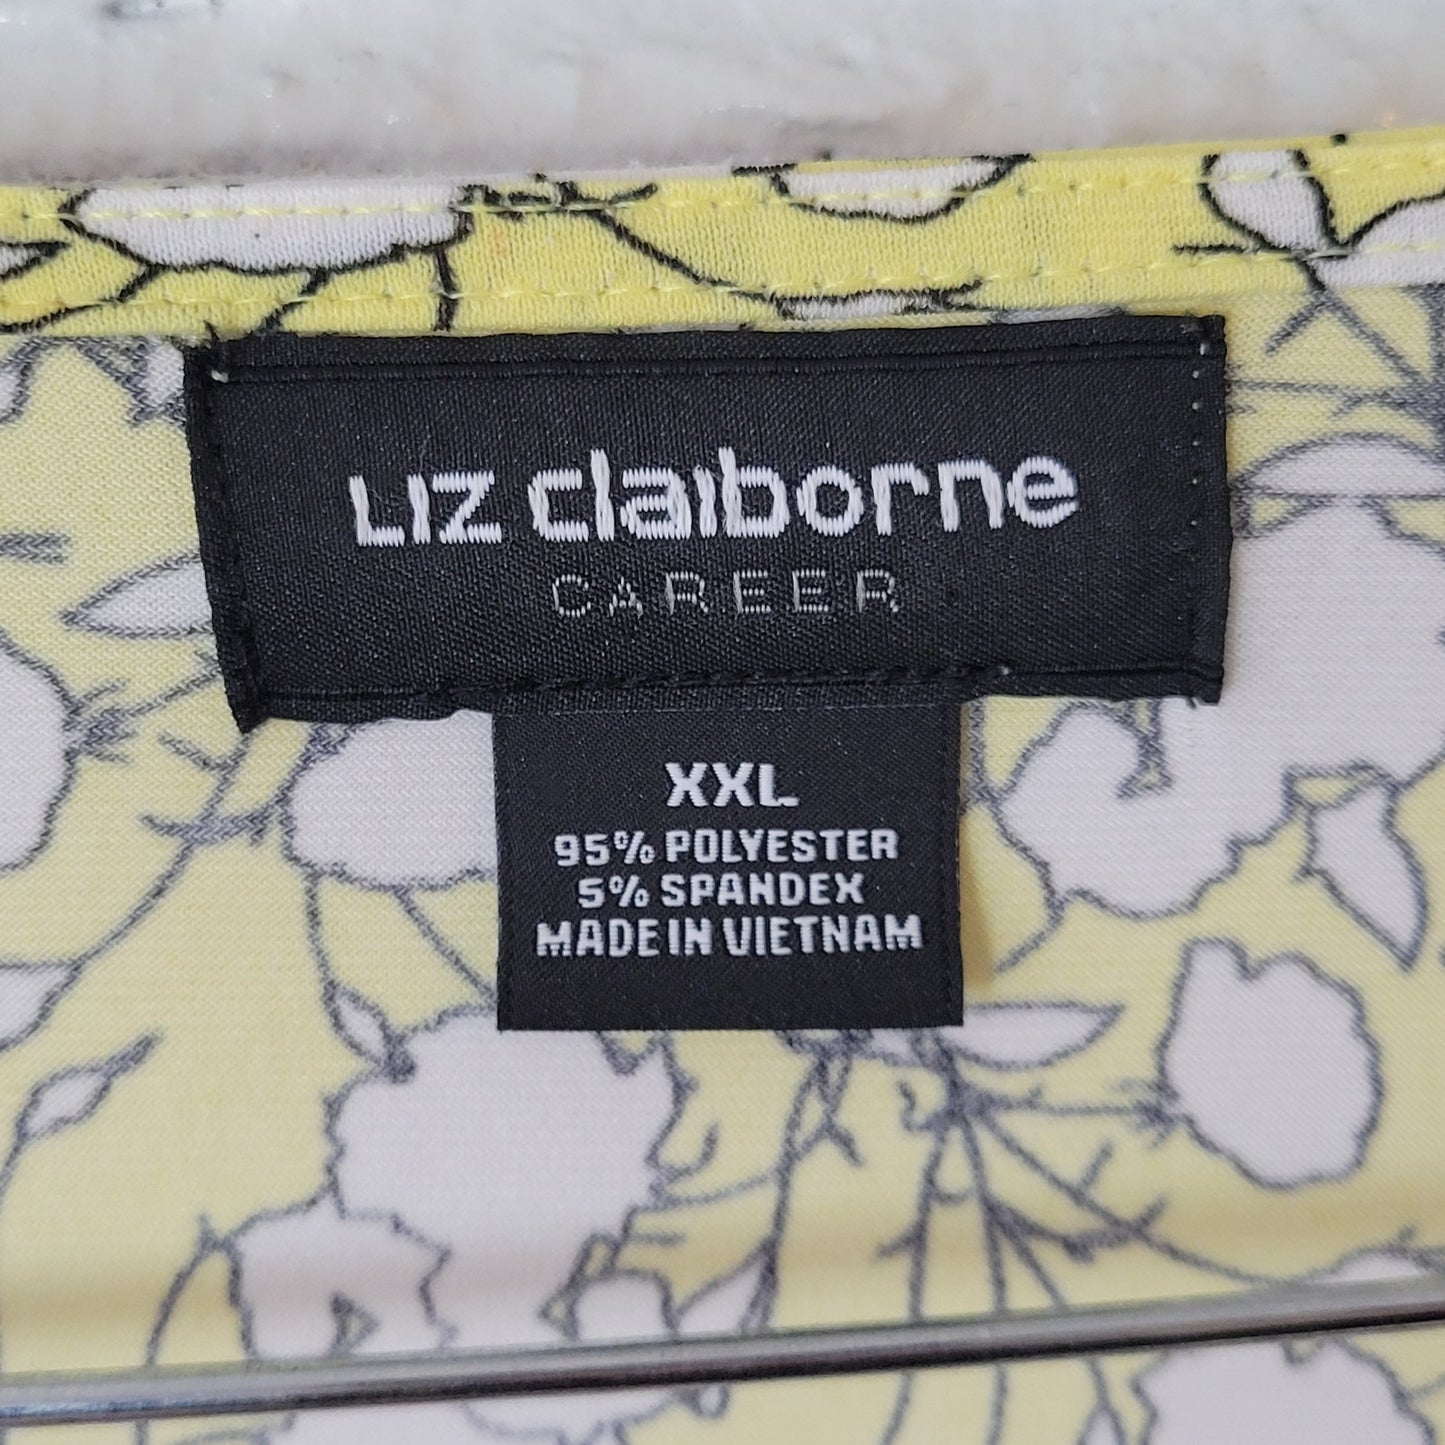 LIZ claiborne
CAREER
XXL
95% POLYESTER
5% SPANDEX
MADE IN VIETNAM